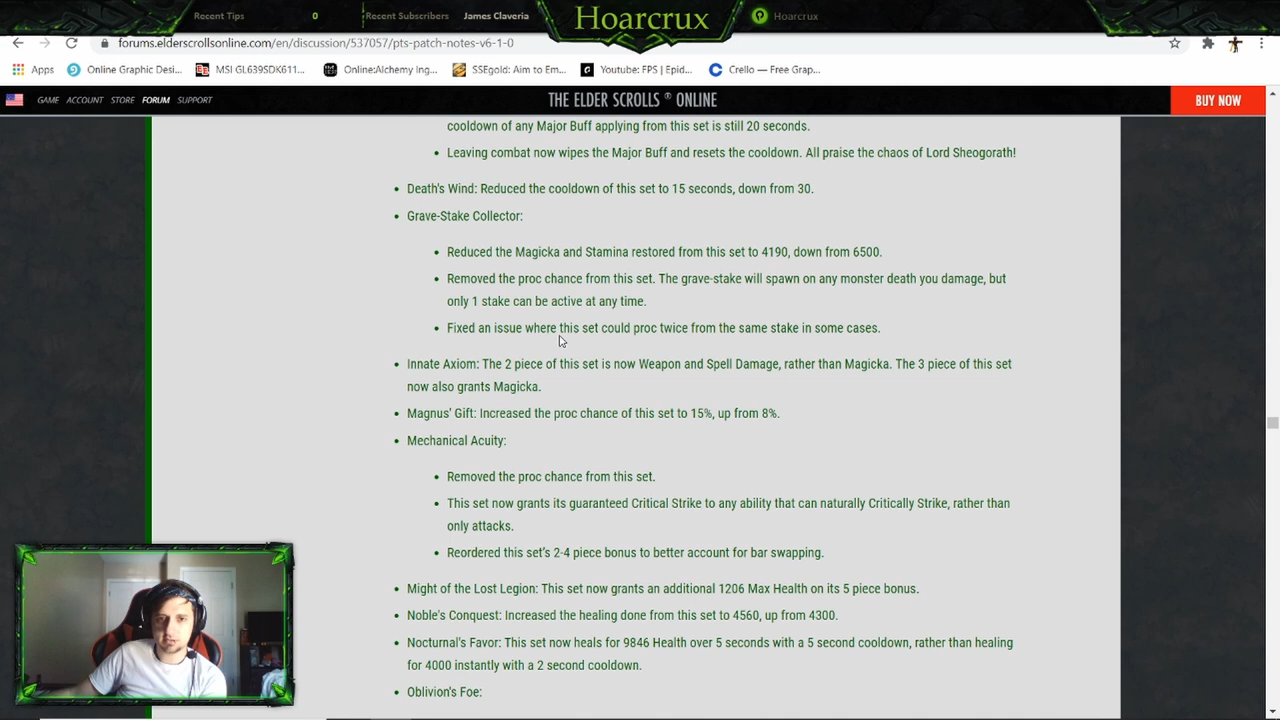 Recent Tips 0 Recent Subscribers James Claveria Hoarcrux Hoarcrux
forums.elderscrollsonline.com/en/discussion/537057/pts-patch-notes-v6-1-0
Apps Online Graphic Desi... MSI GL639SDK611... Online:Alchemy Ing... SSEgold: Aim to Em... Youtube: FPS | Epid... Crello — Free Grap...
GAME ACCOUNT STORE FORUM SUPPORT THE ELDER SCROLLS ® ONLINE BUY NOW
cooldown of any Major Buff applying from this set is still 20 seconds.
• Leaving combat now wipes the Major Buff and resets the cooldown. All praise the chaos of Lord Sheogorath!
• Death's Wind: Reduced the cooldown of this set to 15 seconds, down from 30.
• Grave-Stake Collector:
• Reduced the Magicka and Stamina restored from this set to 4190, down from 6500.
• Removed the proc chance from this set. The grave-stake will spawn on any monster death you damage, but
only 1 stake can be active at any time.
• Fixed an issue where this set could proc twice from the same stake in some cases.
• Innate Axiom: The 2 piece of this set is now Weapon and Spell Damage, rather than Magicka. The 3 piece of this set
now also grants Magicka.
• Magnus' Gift: Increased the proc chance of this set to 15%, up from 8%.
• Mechanical Acuity:
• Removed the proc chance from this set.
• This set now grants its guaranteed Critical Strike to any ability that can naturally Critically Strike, rather than
only attacks.
• Reordered this set's 2-4 piece bonus to better account for bar swapping.
• Might of the Lost Legion: This set now grants an additional 1206 Max Health on its 5 piece bonus.
• Noble's Conquest: Increased the healing done from this set to 4560, up from 4300.
• Nocturnal's Favor: This set now heals for 9846 Health over 5 seconds with a 5 second cooldown, rather than healing
for 4000 instantly with a 2 second cooldown.
• Oblivion's Foe: